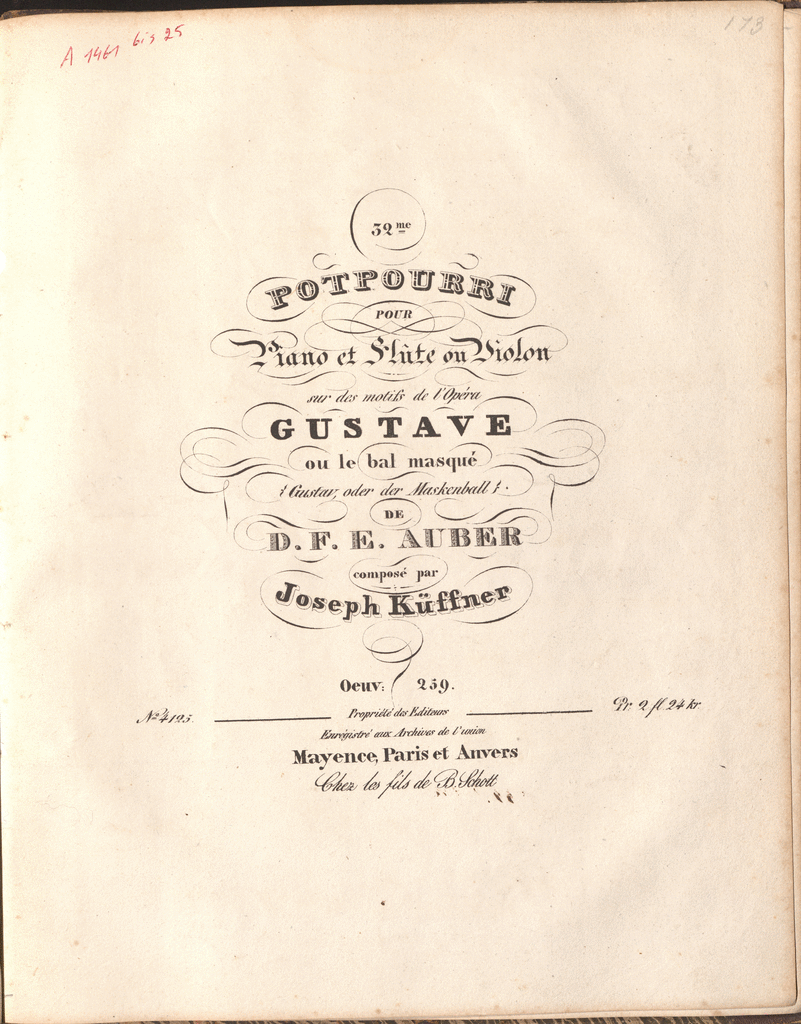 A 1461 bis 25
173
32me
POTPOURRI
POUR
Piano et Flûte ou Violon
sur des motifs de l'Opéra
GUSTAVE
ou le bal masqué
(Gustav, oder der Maskenball).
DE
D. F. E. AUBER
composé par
Joseph Küffner
Oeuv: 259.
No 4125. Propriété des Editeurs Pr. 2 fl 24 kr
Enrégistré aux Archives de l'union
Mayence, Paris et Anvers
Chez les fils de B. Schott